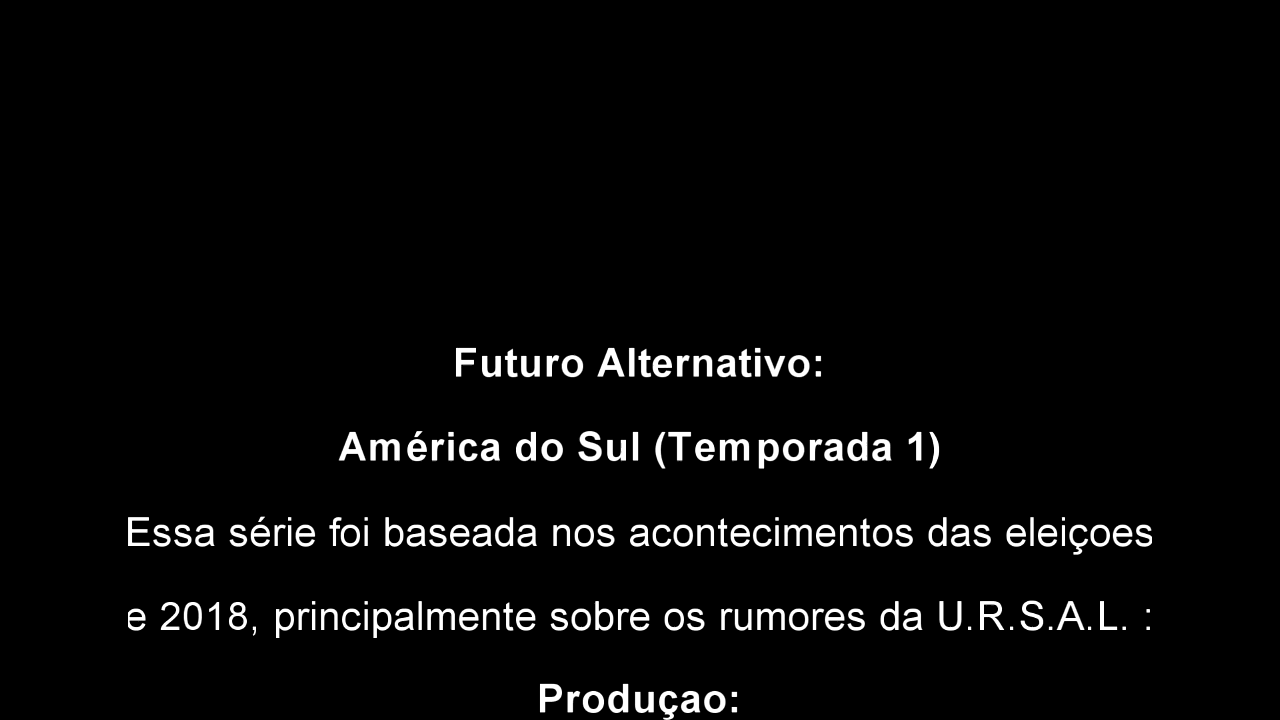 Futuro Alternativo:
América do Sul (Temporada 1)
Essa série foi baseada nos acontecimentos das eleiçoes
e 2018, principalmente sobre os rumores da U.R.S.A.L. :
Produçao: